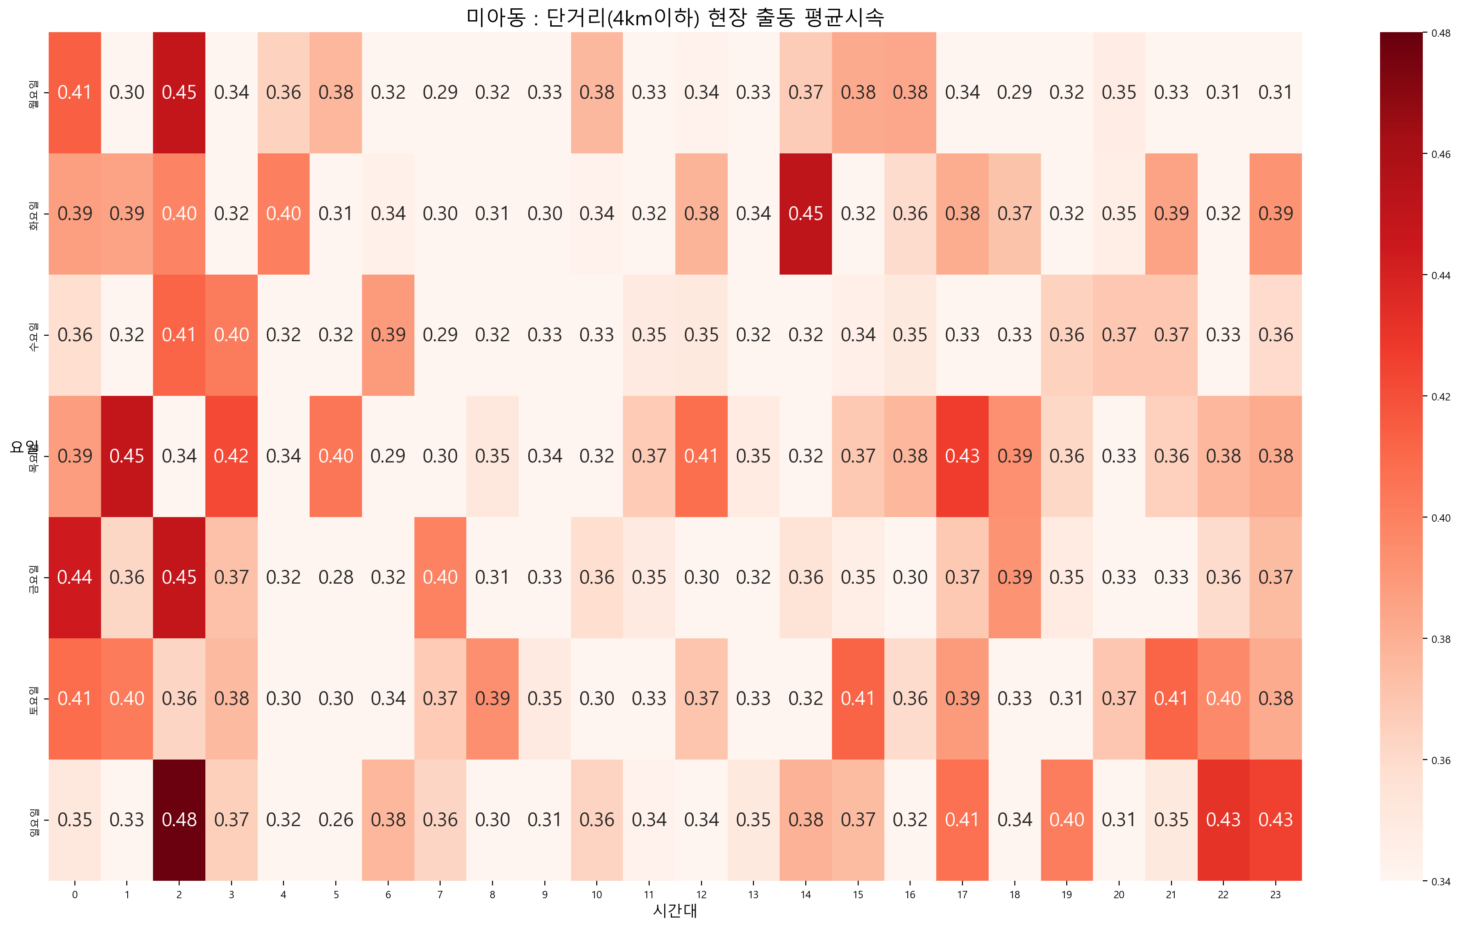 미아동 : 단거리(4km이하) 현장 출동 평균시속
월요일 0.41 0.30 0.45 0.34 0.36 0.38 0.32 0.29 0.32 0.33 0.38 0.33 0.34 0.33 0.37 0.38 0.38 0.34 0.29 0.32 0.35 0.33 0.31 0.31
화요일 0.39 0.39 0.40 0.32 0.40 0.31 0.34 0.30 0.31 0.30 0.34 0.32 0.38 0.34 0.45 0.32 0.36 0.38 0.37 0.32 0.35 0.39 0.32 0.39
수요일 0.36 0.32 0.41 0.40 0.32 0.32 0.39 0.29 0.32 0.33 0.33 0.35 0.35 0.32 0.32 0.34 0.35 0.33 0.33 0.36 0.37 0.37 0.33 0.36
요일
목요일 0.39 0.45 0.34 0.42 0.34 0.40 0.29 0.30 0.35 0.34 0.32 0.37 0.41 0.35 0.32 0.37 0.38 0.43 0.39 0.36 0.33 0.36 0.38 0.38
금요일 0.44 0.36 0.45 0.37 0.32 0.28 0.32 0.40 0.31 0.33 0.36 0.35 0.30 0.32 0.36 0.35 0.30 0.37 0.39 0.35 0.33 0.33 0.36 0.37
토요일 0.41 0.40 0.36 0.38 0.30 0.30 0.34 0.37 0.39 0.35 0.30 0.33 0.37 0.33 0.32 0.41 0.36 0.39 0.33 0.31 0.37 0.41 0.40 0.38
일요일 0.35 0.33 0.48 0.37 0.32 0.26 0.38 0.36 0.30 0.31 0.36 0.34 0.34 0.35 0.38 0.37 0.32 0.41 0.34 0.40 0.31 0.35 0.43 0.43
0 1 2 3 4 5 6 7 8 9 10 11 12 13 14 15 16 17 18 19 20 21 22 23
시간대
0.48
0.46
0.44
0.42
0.40
0.38
0.36
0.34